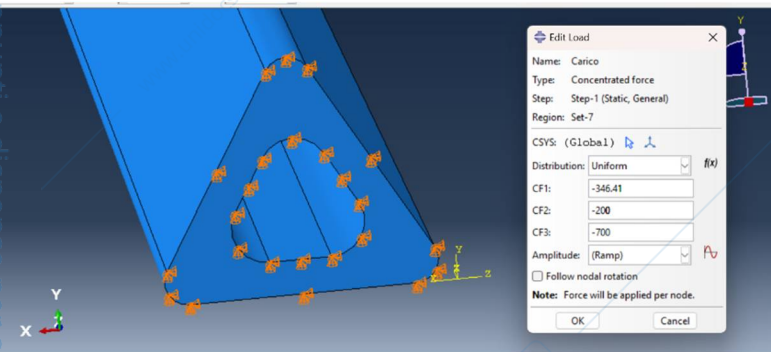 Edit Load
Name: Carico
Type: Concentrated force
Step: Step-1 (Static, General)
Region: Set-7
CSYS: (Global)
Distribution: Uniform f(x)
CF1: -346.41
CF2: -200
CF3: -700
Amplitude: (Ramp)
Follow nodal rotation
Note: Force will be applied per node.
OK Cancel
Y
Y
Z
Y
X